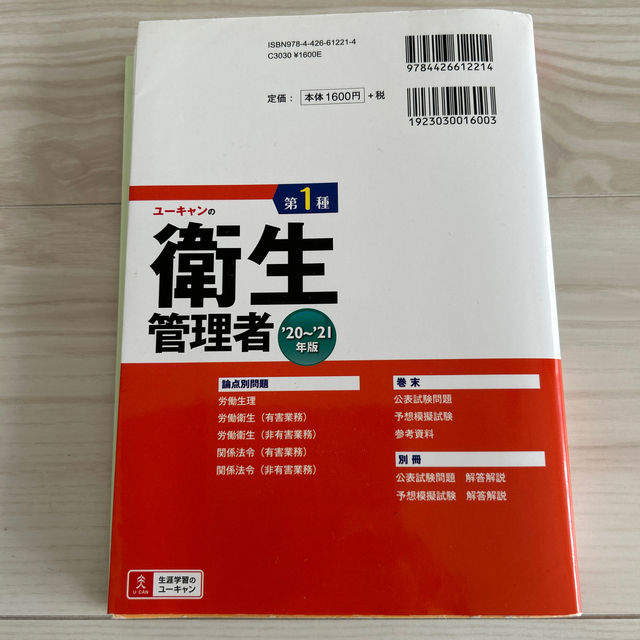 ISBN978-4-426-61221-4
C3030 ¥1600E
9784426612214
定価： 本体1600円 +税
1923030016003
ユーキャンの 第1種
衛生
管理者
'20〜'21
年版
論点別問題
労働生理
労働衛生（有害業務）
労働衛生（非有害業務）
関係法令（有害業務）
関係法令（非有害業務）
巻末
公表試験問題
予想模擬試験
参考資料
別冊
公表試験問題 解答解説
予想模擬試験 解答解説
U-CAN
生涯学習の
ユーキャン